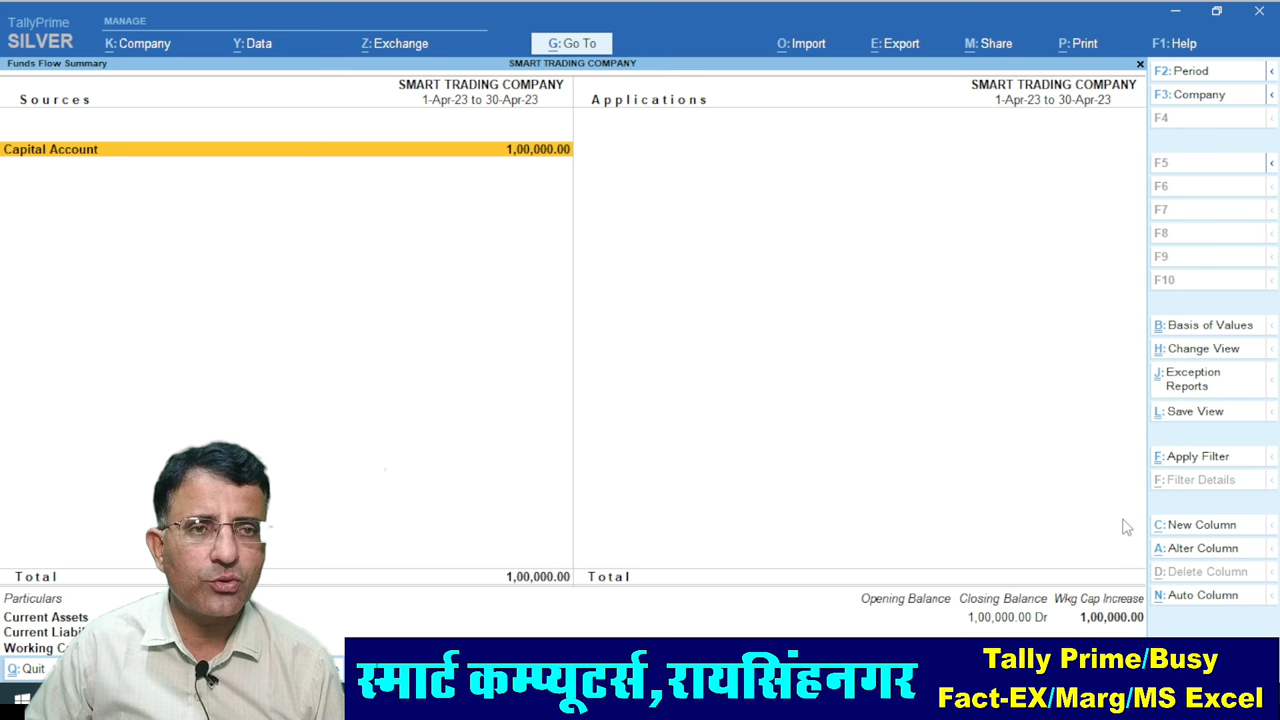 TallyPrime
SILVER
MANAGE
K: Company
Y: Data
Z: Exchange
G: Go To
O: Import
E: Export
M: Share
P: Print
F1: Help
Funds Flow Summary
SMART TRADING COMPANY
Sources
SMART TRADING COMPANY
1-Apr-23 to 30-Apr-23
Applications
SMART TRADING COMPANY
1-Apr-23 to 30-Apr-23
Capital Account 1,00,000.00
Total 1,00,000.00
Total
Particulars
Opening Balance Closing Balance Wkg Cap Increase
Current Assets 1,00,000.00 Dr 1,00,000.00
Current
Working
Q: Quit
F2: Period
F3: Company
F4
F5
F6
F7
F8
F9
F10
B: Basis of Values
H: Change View
J: Exception
Reports
L: Save View
F: Apply Filter
F: Filter Details
C: New Column
A: Alter Column
D: Delete Column
N: Auto Column
स्मार्ट कम्प्यूटर्स,रायसिंहनगर
Tally Prime/Busy
Fact-EX/Marg/MS Excel